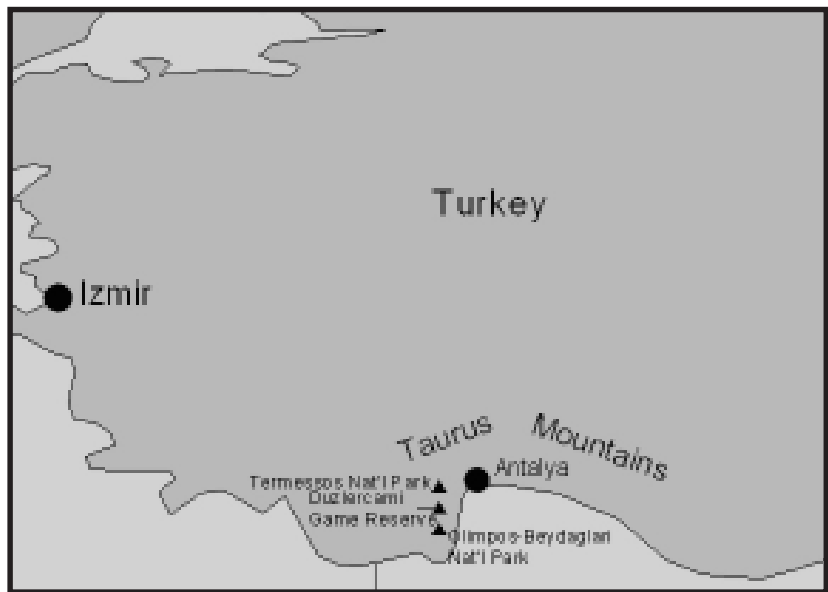 Turkey
Izmir
Taurus Mountains
Antalya
Termessos Nat'l Park
Duzlercami
Game Reserve
Olimpos-Beydaglari
Nat'l Park